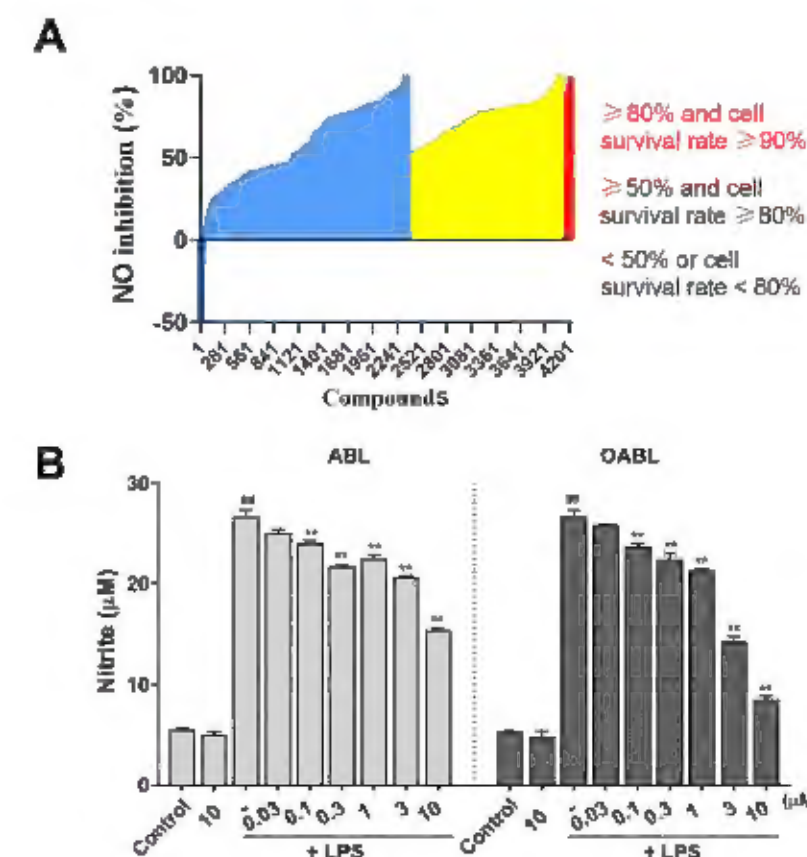 A
NO inhibition (%)
100
50
0
-50
1
281
561
841
1121
1401
1681
1961
2241
2521
2801
3081
3361
3641
3921
4201
Compounds
≥ 80% and cell
survival rate ≥ 90%
≥ 50% and cell
survival rate ≥ 80%
< 50% or cell
survival rate < 80%
B
ABL
OABL
Nitrite (μM)
30
20
10
0
## ** ** ** ** **
## ** ** ** ** **
Control 10 - 0.03 0.1 0.3 1 3 10
Control 10 - 0.03 0.1 0.3 1 3 10
+ LPS
+ LPS